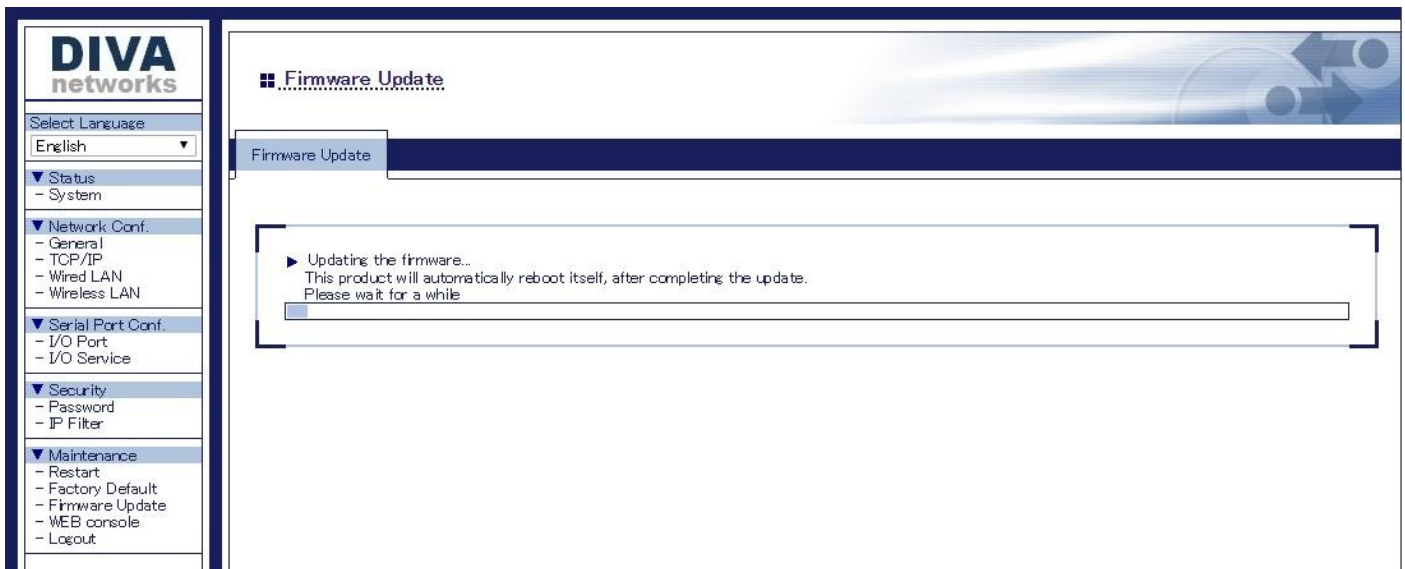 DIVA
networks
Select Language
English
▼ Status
- System
▼ Network Conf.
- General
- TCP/IP
- Wired LAN
- Wireless LAN
▼ Serial Port Conf.
- I/O Port
- I/O Service
▼ Security
- Password
- IP Filter
▼ Maintenance
- Restart
- Factory Default
- Firmware Update
- WEB console
- Logout
Firmware Update
Firmware Update
Updating the firmware...
This product will automatically reboot itself, after completing the update.
Please wait for a while